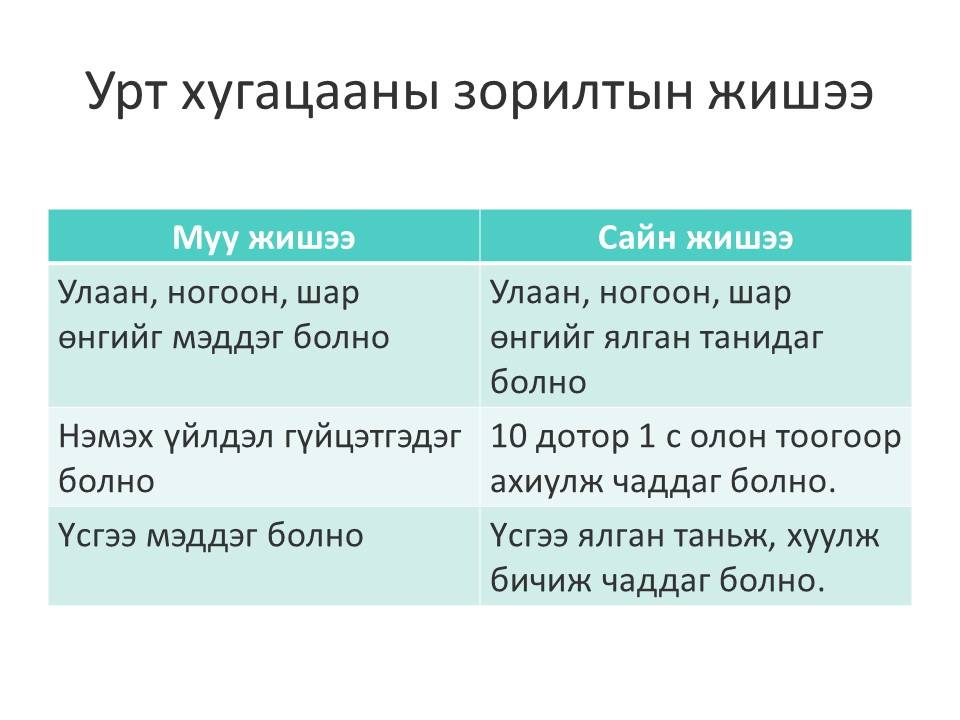 Урт хугацааны зорилтын жишээ
Муу жишээ
Сайн жишээ
Улаан, ногоон, шар
өнгийг мэддэг болно
Улаан, ногоон, шар
өнгийг ялган танидаг
болно
Нэмэх үйлдэл гүйцэтгэдэг
болно
10 дотор 1 с олон тоогоор
ахиулж чаддаг болно.
Үсгээ мэддэг болно
Үсгээ ялган таньж, хуулж
бичиж чаддаг болно.